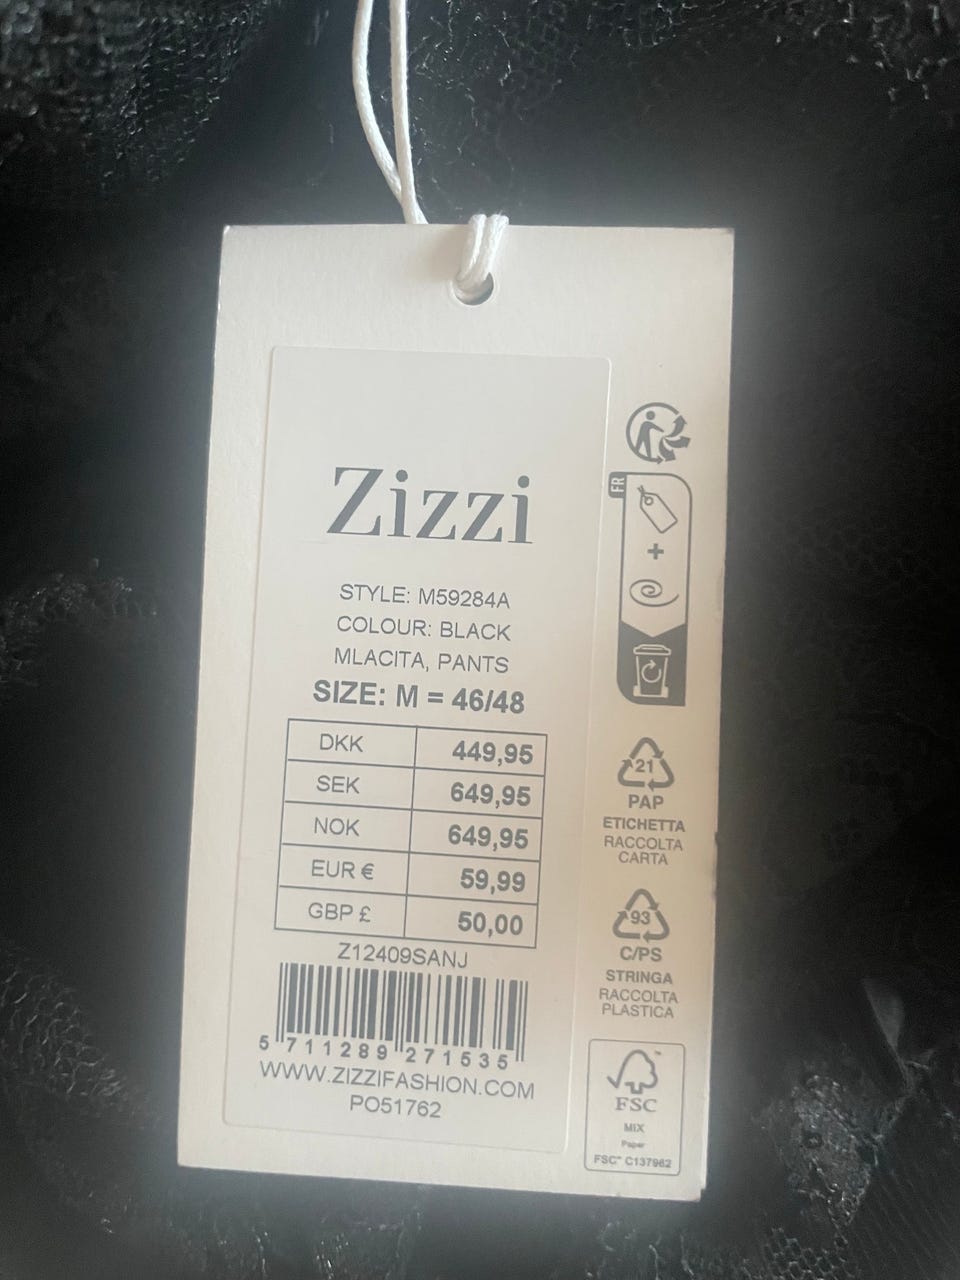 Zizzi
STYLE: M59284A
COLOUR: BLACK
MLACITA, PANTS
SIZE: M = 46/48
DKK 449,95
SEK 649,95
NOK 649,95
EUR € 59,99
GBP £ 50,00
Z12409SANJ
5 711289 271535
WWW.ZIZZIFASHION.COM
PO51762
FR
+
21
PAP
ETICHETTA
RACCOLTA
CARTA
93
C/PS
STRINGA
RACCOLTA
PLASTICA
FSC
MIX
Paper
FSC™ C137962